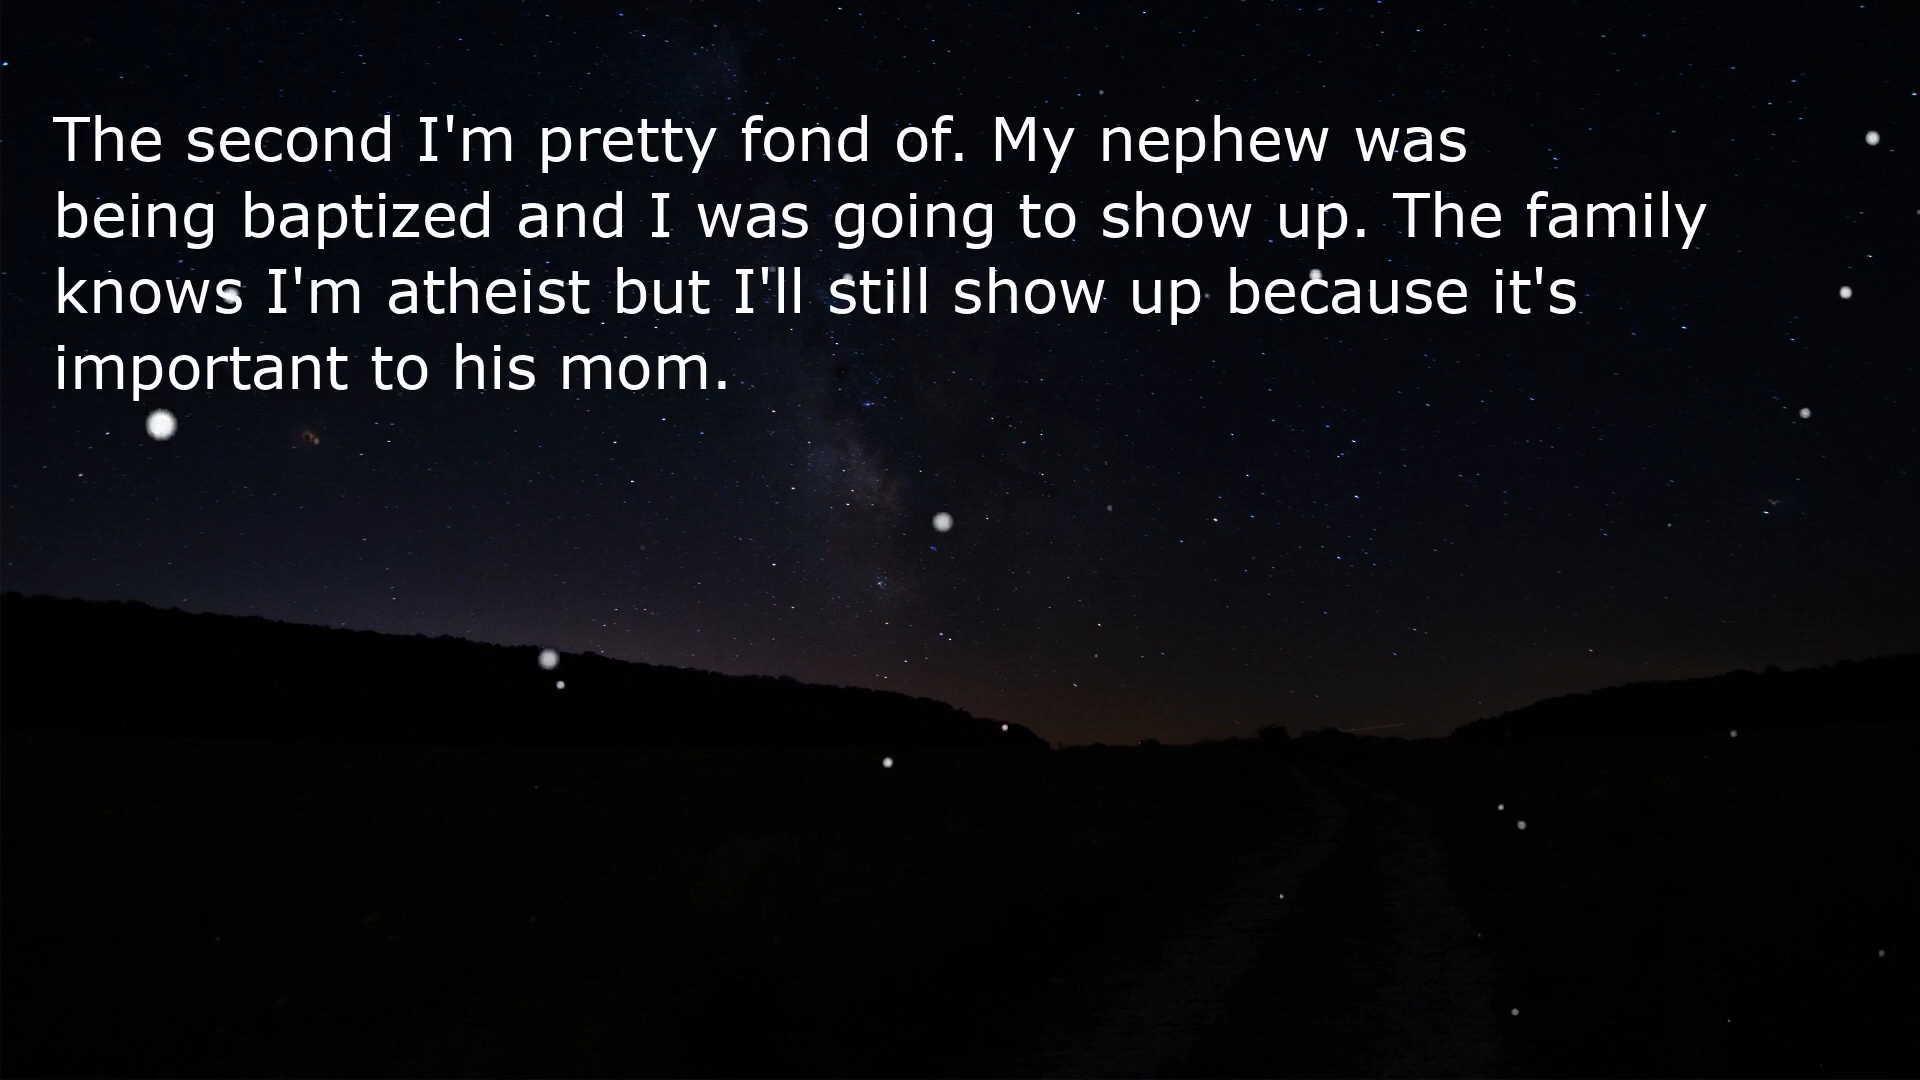 The second I'm pretty fond of. My nephew was
being baptized and I was going to show up. The family
knows I'm atheist but I'll still show up because it's
important to his mom.